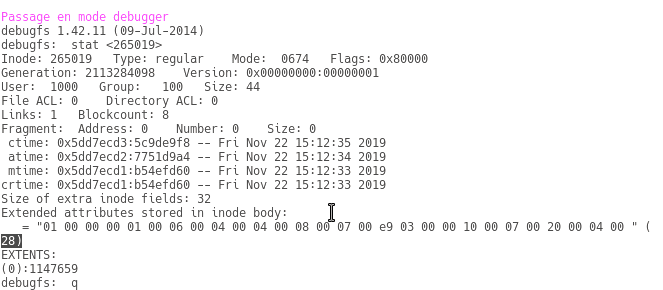 Passage en mode debugger
debugfs 1.42.11 (09-Jul-2014)
debugfs:  stat <265019>
Inode: 265019   Type: regular    Mode:  0674   Flags: 0x80000
Generation: 2113284098    Version: 0x00000000:00000001
User:  1000   Group:   100   Size: 44
File ACL: 0    Directory ACL: 0
Links: 1   Blockcount: 8
Fragment:  Address: 0    Number: 0    Size: 0
 ctime: 0x5dd7ecd3:5c9de9f8 -- Fri Nov 22 15:12:35 2019
 atime: 0x5dd7ecd2:7751d9a4 -- Fri Nov 22 15:12:34 2019
 mtime: 0x5dd7ecd1:b54efd60 -- Fri Nov 22 15:12:33 2019
crtime: 0x5dd7ecd1:b54efd60 -- Fri Nov 22 15:12:33 2019
Size of extra inode fields: 32
Extended attributes stored in inode body:
   = "01 00 00 00 01 00 06 00 04 00 04 00 08 00 07 00 e9 03 00 00 10 00 07 00 20 00 04 00 " (
28)
EXTENTS:
(0):1147659
debugfs:  q